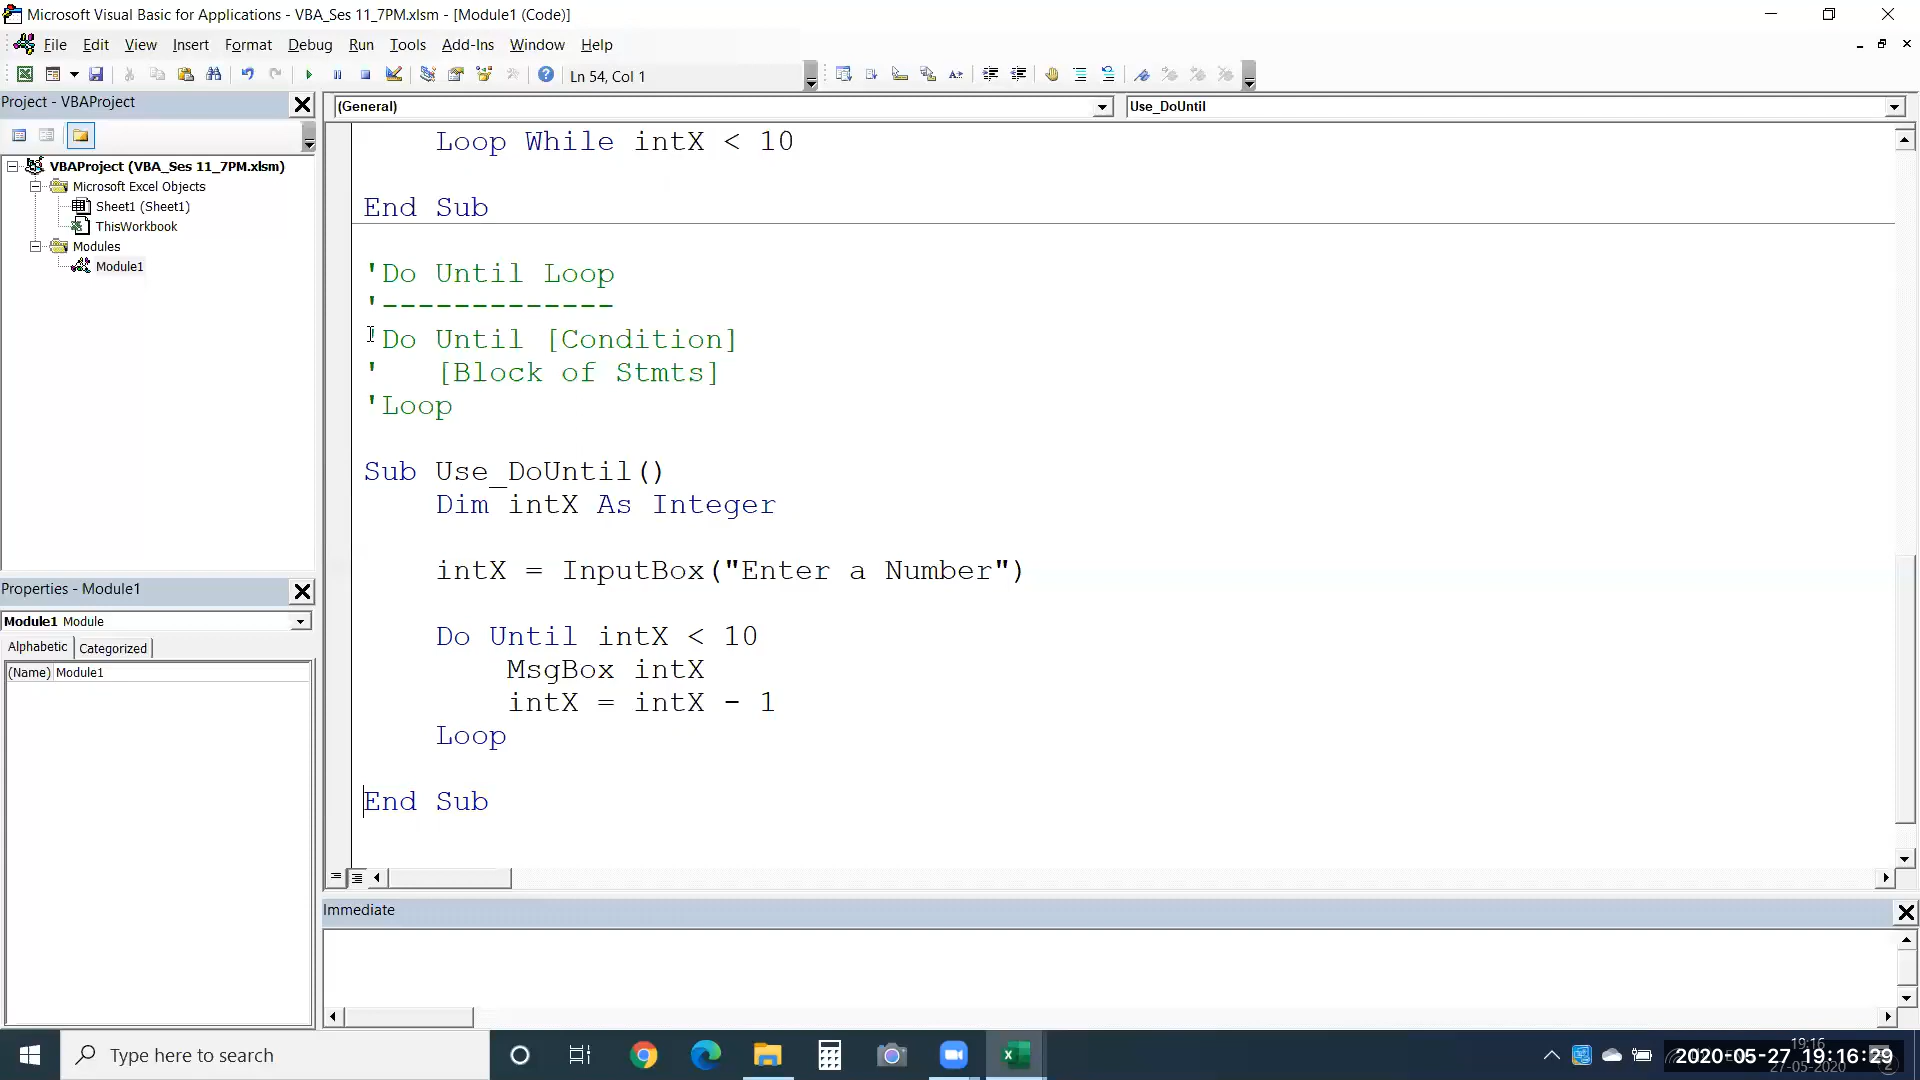 Microsoft Visual Basic for Applications - VBA_Ses 11_7PM.xlsm - [Module1 (Code)]
File Edit View Insert Format Debug Run Tools Add-Ins Window Help
Ln 54, Col 1
Project - VBAProject
VBAProject (VBA_Ses 11_7PM.xlsm)
Microsoft Excel Objects
Sheet1 (Sheet1)
ThisWorkbook
Modules
Module1
Properties - Module1
Module1 Module
Alphabetic Categorized
(Name) Module1
(General) Use_DoUntil
Loop While intX < 10
End Sub
'Do Until Loop
'-------------
'Do Until [Condition]
'   [Block of Stmts]
'Loop
Sub Use_DoUntil()
Dim intX As Integer
intX = InputBox("Enter a Number")
Do Until intX < 10
MsgBox intX
intX = intX - 1
Loop
End Sub
Immediate
Type here to search
2020-05-27 19:16:29
19:16
27-05-2020